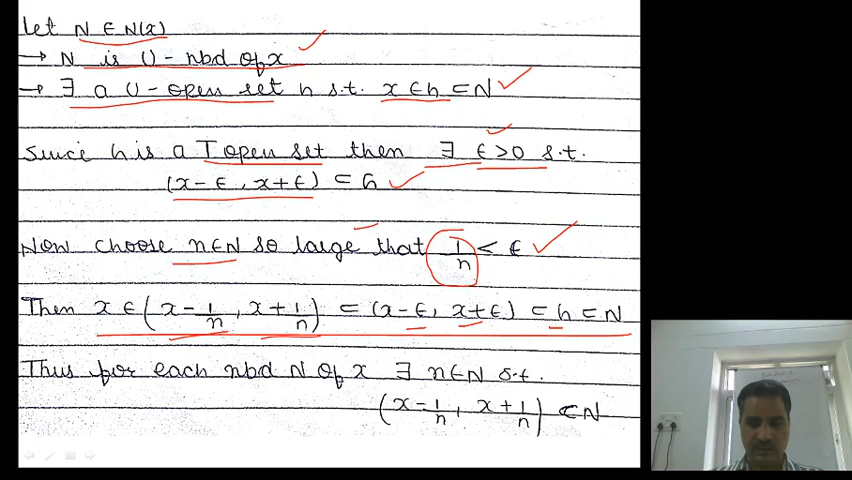 let N ∈ N(x)
→ N is U-nbd of x
→ ∃ a U-open set h s.t. x ∈ h ⊂ N
Since h is a T open set then ∃ ε > 0 s.t.
(x-ε, x+ε) ⊂ h
Now choose n∈N so large that 1/n < ε
Then x ∈ (x-1/n, x+1/n) ⊂ (x-ε, x+ε) ⊂ h ⊂ N
Thus for each nbd N of x ∃ n∈N s.t.
(x-1/n, x+1/n) ⊂ N